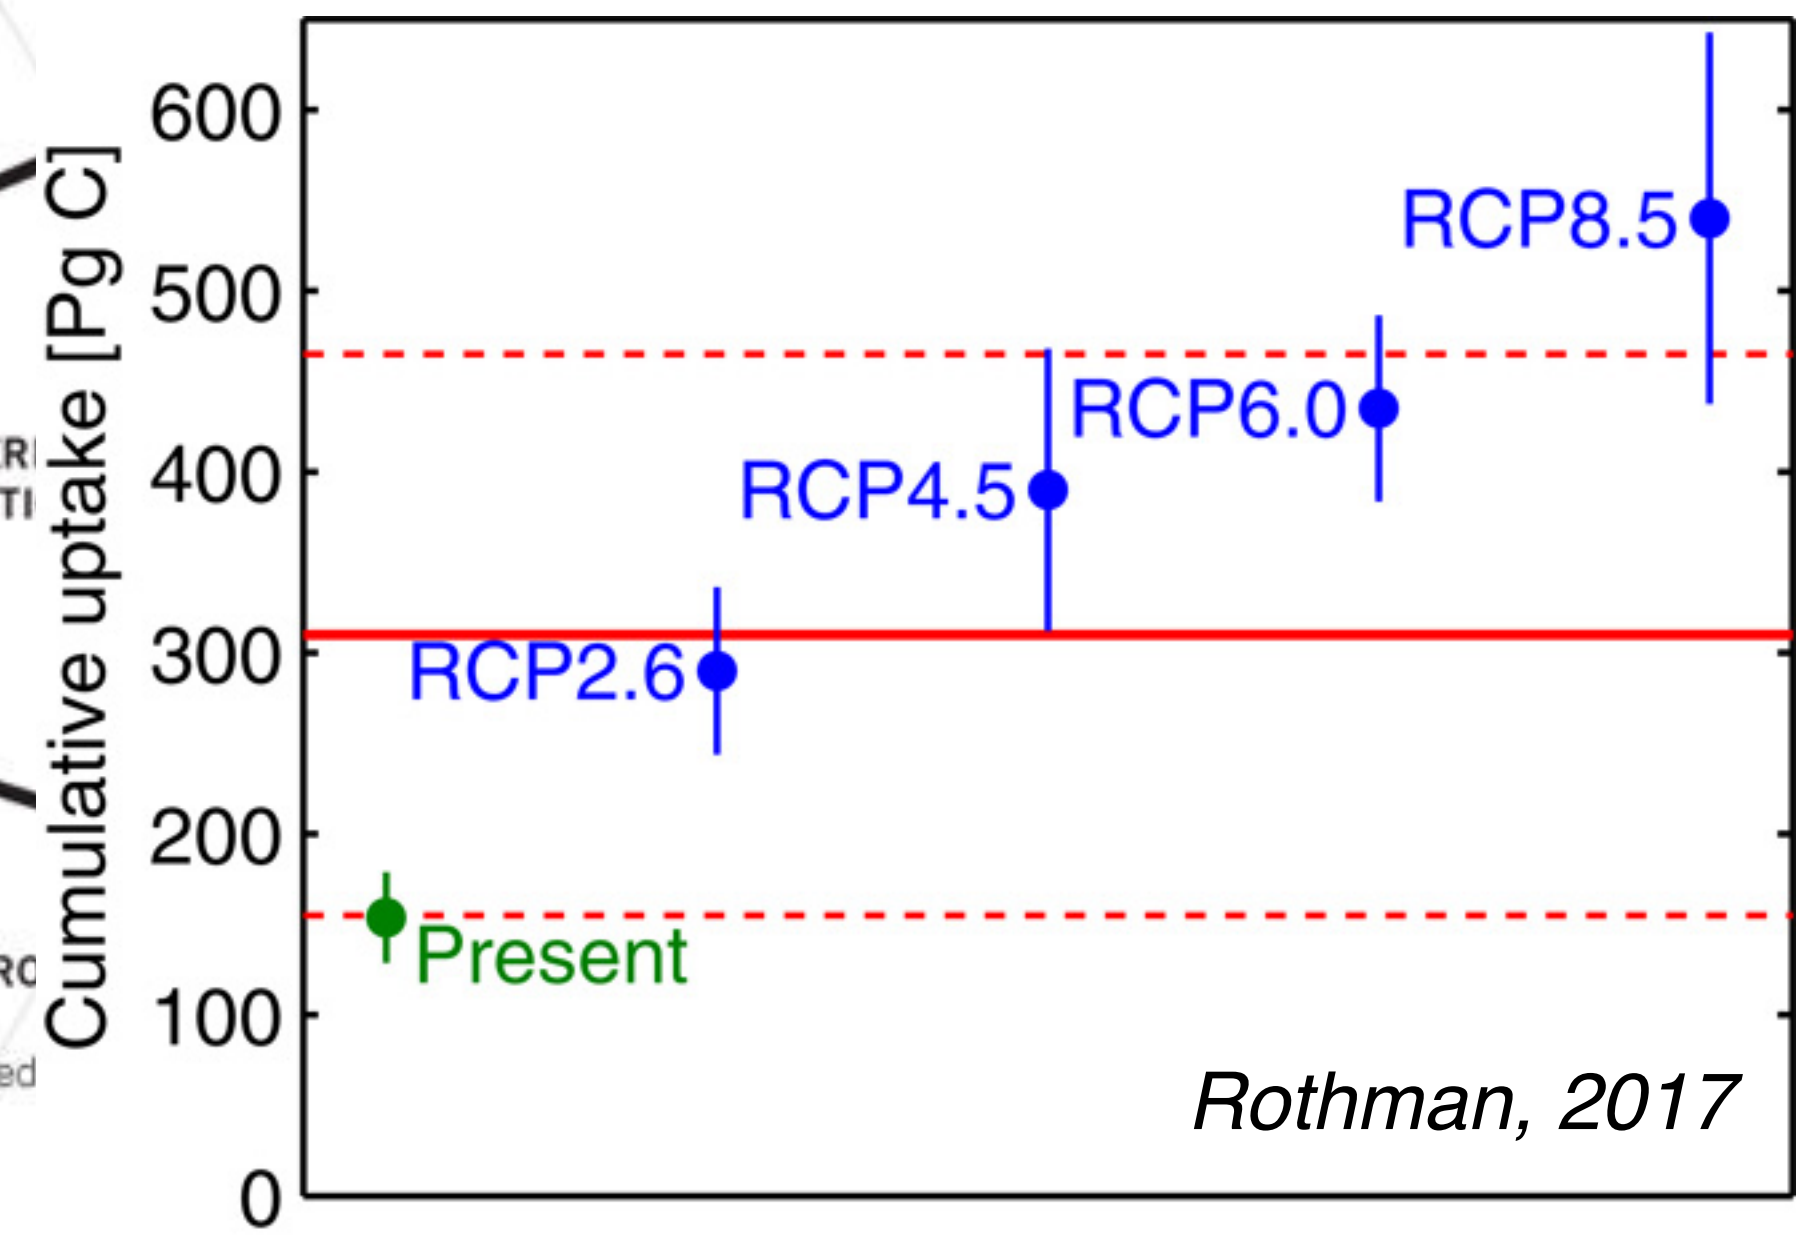 Cumulative uptake [Pg C]
600
500
400
300
200
100
0
RCP8.5
RCP6.0
RCP4.5
RCP2.6
Present
Rothman, 2017